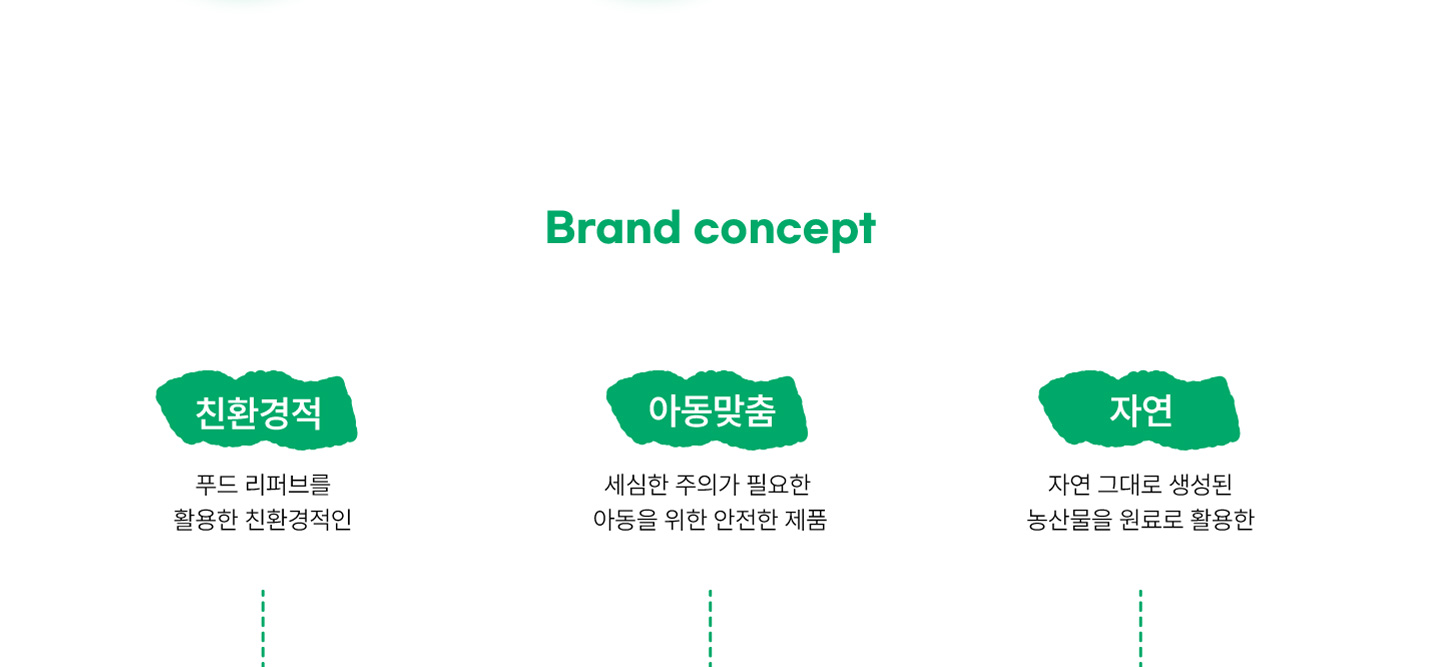 Brand concept
친환경적
푸드 리퍼브를
활용한 친환경적인
아동맞춤
세심한 주의가 필요한
아동을 위한 안전한 제품
자연
자연 그대로 생성된
농산물을 원료로 활용한